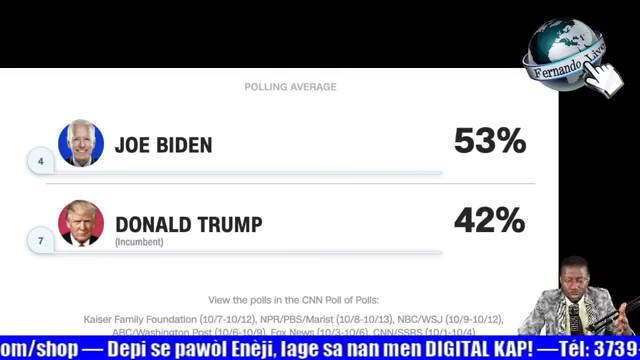 Fernando Live
POLLING AVERAGE
JOE BIDEN
53%
4
DONALD TRUMP
42%
7
(Incumbent)
View the polls in the CNN Poll of Polls:
Kaiser Family Foundation (10/7-10/12), NPR/PBS/Marist (10/8-10/13), NBC/WSJ (10/9-10/12),
ABC/Washington Post (10/6-10/9), Fox News (10/3-10/6), CNN/SSRS (10/1-10/4)
om/shop — Depi se pawòl Enèji, lage sa nan men DIGITAL KAP! —Tél: 3739